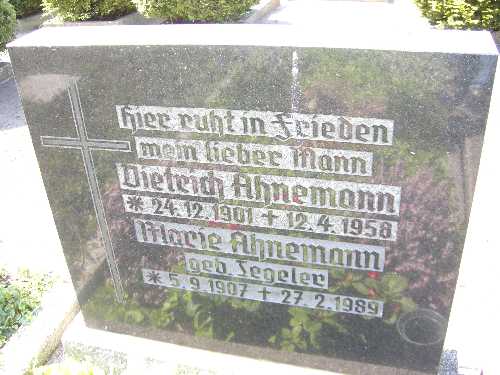 Hier ruht in Frieden
mein lieber Mann
Dietrich Ahnemann
* 24.12.1901 + 12.4.1958
Marie Ahnemann
geb. Segeler
* 5.9.1907 + 27.2.1989